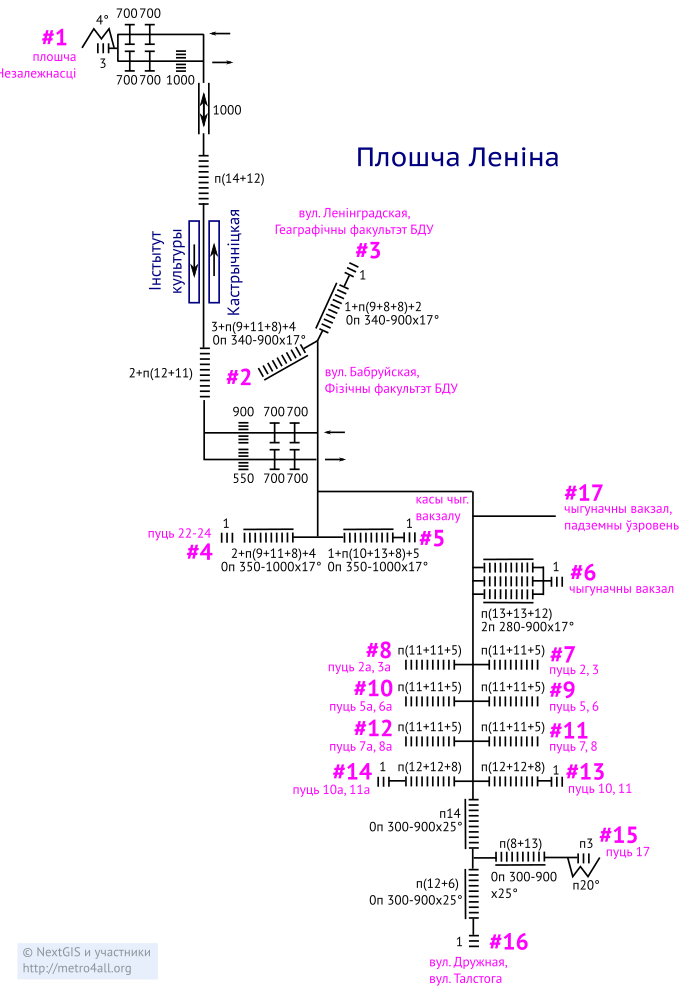 4°
700 700
#1
плошча
Незалежнасці
3
700 700 1000
1000
Плошча Леніна
п(14+12)
вул. Ленінградская,
Геаграфічны факультэт БДУ
#3
Інстытут
культуры
Кастрычніцкая
1
1+п(9+8+8)+2
0п 340-900x17°
3+п(9+11+8)+4
0п 340-900x17°
2+п(12+11)
#2
вул. Бабруйская,
Фізічны факультэт БДУ
900 700 700
550 700 700
касы чыг.
вакзалу
#17
чыгуначны вакзал,
падземны ўзровень
пуць 22-24
#4
1
1
#5
2+п(9+11+8)+4
0п 350-1000x17°
1+п(10+13+8)+5
0п 350-1000x17°
1
#6
чыгуначны вакзал
п(13+13+12)
2п 280-900x17°
#8
пуць 2а, 3а
п(11+11+5)
п(11+11+5)
#7
пуць 2, 3
#10
пуць 5а, 6а
п(11+11+5)
п(11+11+5)
#9
пуць 5, 6
#12
пуць 7а, 8а
п(11+11+5)
п(11+11+5)
#11
пуць 7, 8
#14
пуць 10а, 11а
1
п(12+12+8)
п(12+12+8)
1
#13
пуць 10, 11
п14
0п 300-900x25°
п(8+13)
п3
#15
пуць 17
0п 300-900
x25°
п20°
п(12+6)
0п 300-900x25°
1
#16
вул. Дружная,
вул. Талстога
© NextGIS и участники
http://metro4all.org